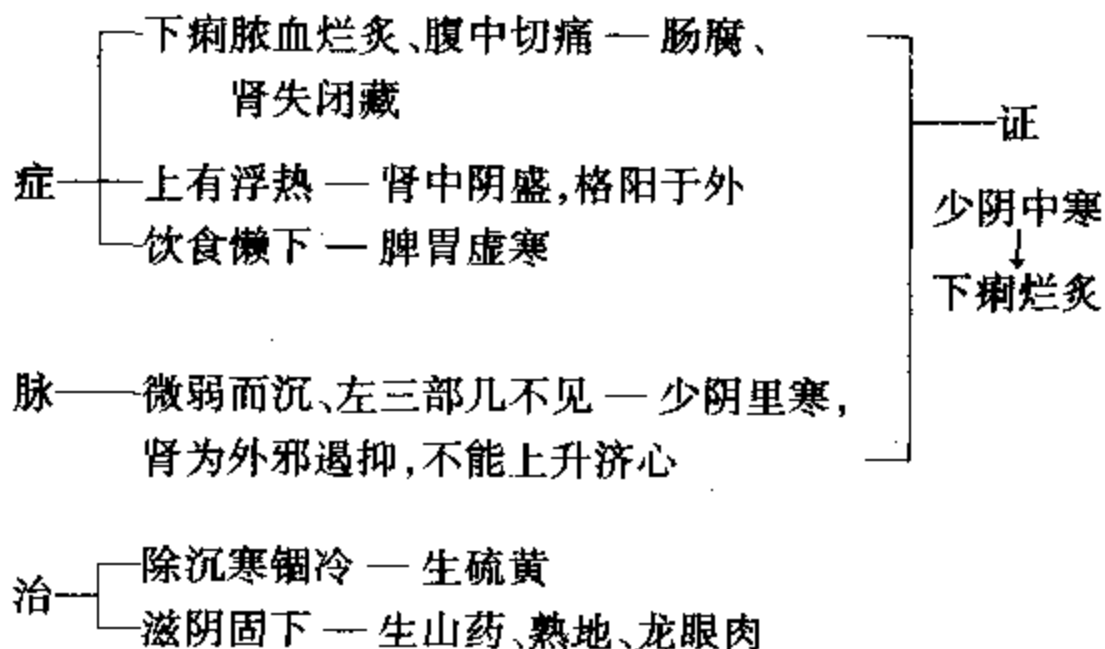 下痢脓血烂炙、腹中切痛 — 肠腐、
肾失闭藏
证
症
上有浮热 — 肾中阴盛,格阳于外
少阴中寒
饮食懒下 — 脾胃虚寒
下痢烂炙
脉
微弱而沉、左三部几不见 — 少阴里寒,
肾为外邪遏抑,不能上升济心
治
除沉寒锢冷 — 生硫黄
滋阴固下 — 生山药、熟地、龙眼肉